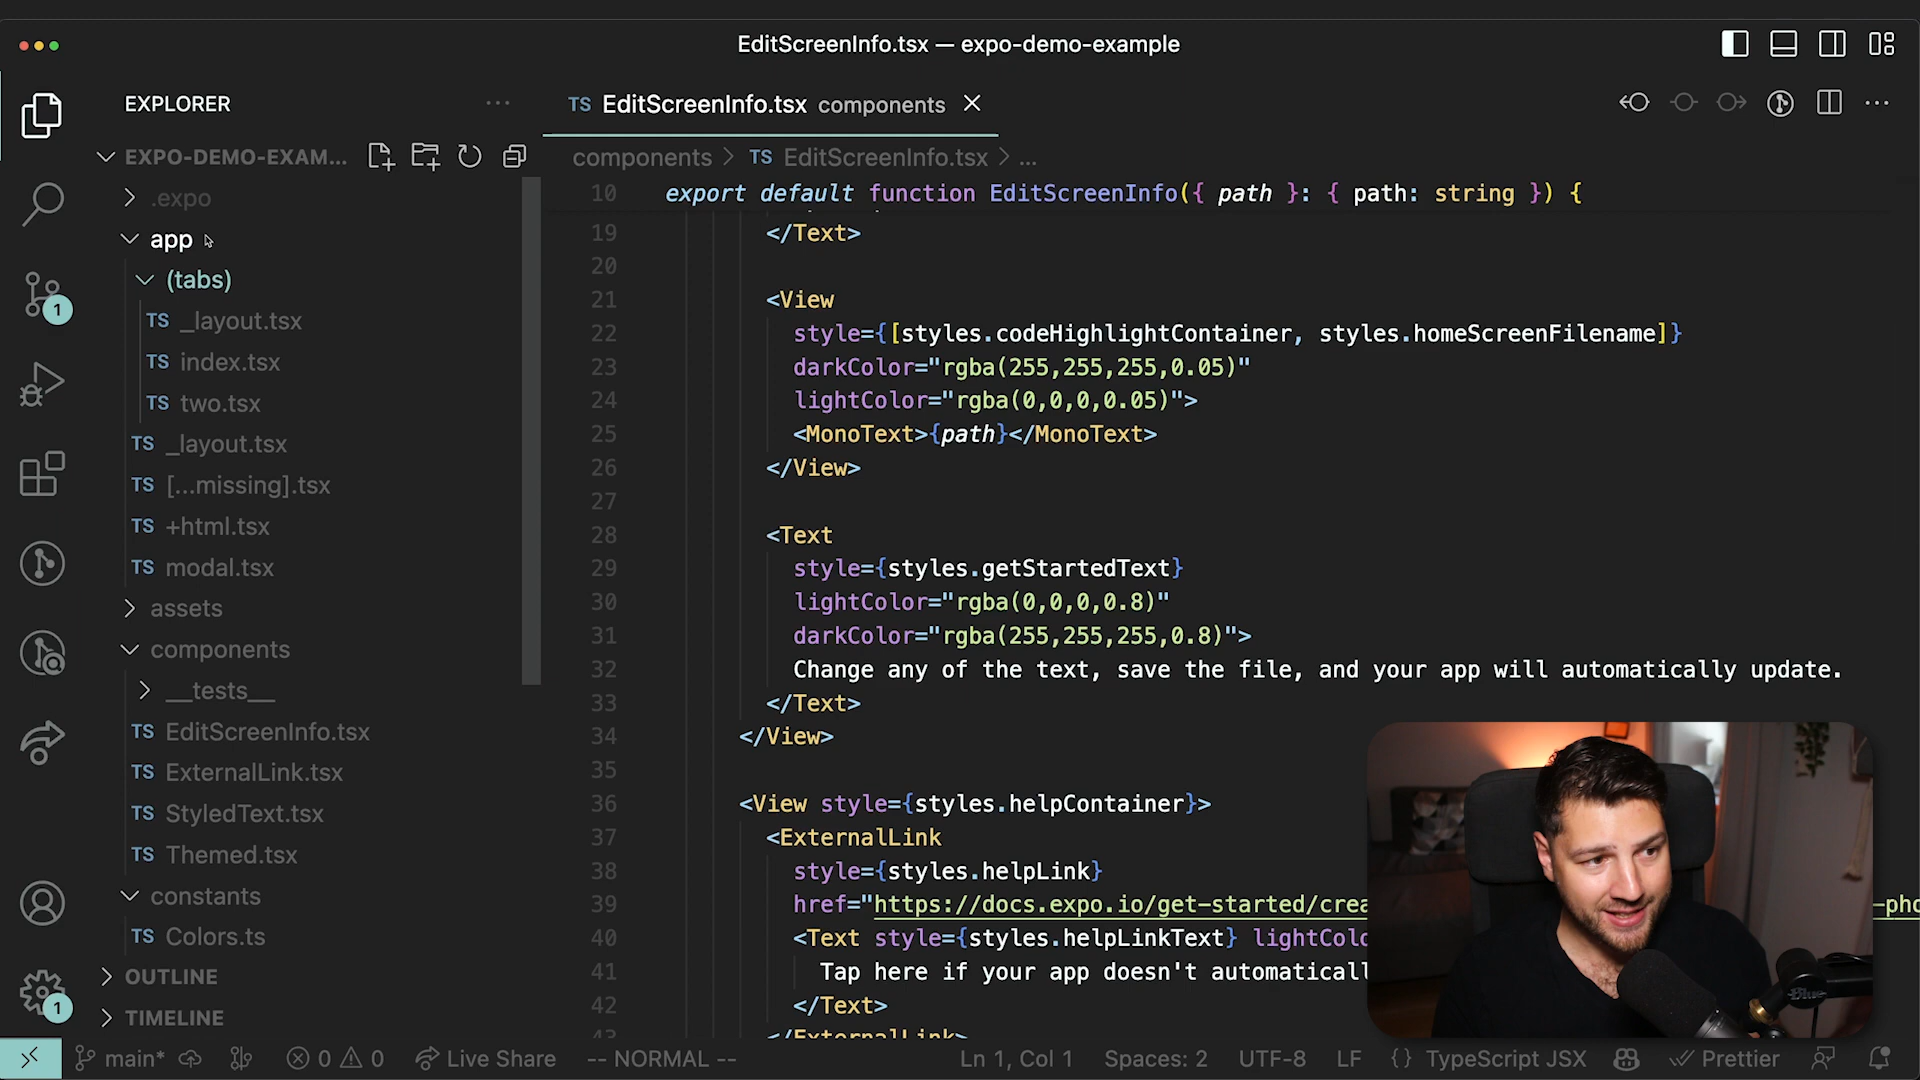 EditScreenInfo.tsx — expo-demo-example
EXPLORER
EXPO-DEMO-EXAM...
.expo
app
(tabs)
TS _layout.tsx
TS index.tsx
TS two.tsx
TS _layout.tsx
TS [...missing].tsx
TS +html.tsx
TS modal.tsx
assets
components
__tests__
TS EditScreenInfo.tsx
TS ExternalLink.tsx
TS StyledText.tsx
TS Themed.tsx
constants
TS Colors.ts
OUTLINE
TIMELINE
1
1
TS EditScreenInfo.tsx components
components > TS EditScreenInfo.tsx > ...
10 export default function EditScreenInfo({ path }: { path: string }) {
19 </Text>
20
21 <View
22 style={[styles.codeHighlightContainer, styles.homeScreenFilename]}
23 darkColor="rgba(255,255,255,0.05)"
24 lightColor="rgba(0,0,0,0.05)">
25 <MonoText>{path}</MonoText>
26 </View>
27
28 <Text
29 style={styles.getStartedText}
30 lightColor="rgba(0,0,0,0.8)"
31 darkColor="rgba(255,255,255,0.8)">
32 Change any of the text, save the file, and your app will automatically update.
33 </Text>
34 </View>
35
36 <View style={styles.helpContainer}>
37 <ExternalLink
38 style={styles.helpLink}
39 href="https://docs.expo.io/get-started/crea -pho
40 <Text style={styles.helpLinkText} lightColo
41 Tap here if your app doesn't automaticall
42 </Text>
43 </ExternalLink>
Blue
main* 0 0 Live Share -- NORMAL -- Ln 1, Col 1 Spaces: 2 UTF-8 LF {} TypeScript JSX Prettier